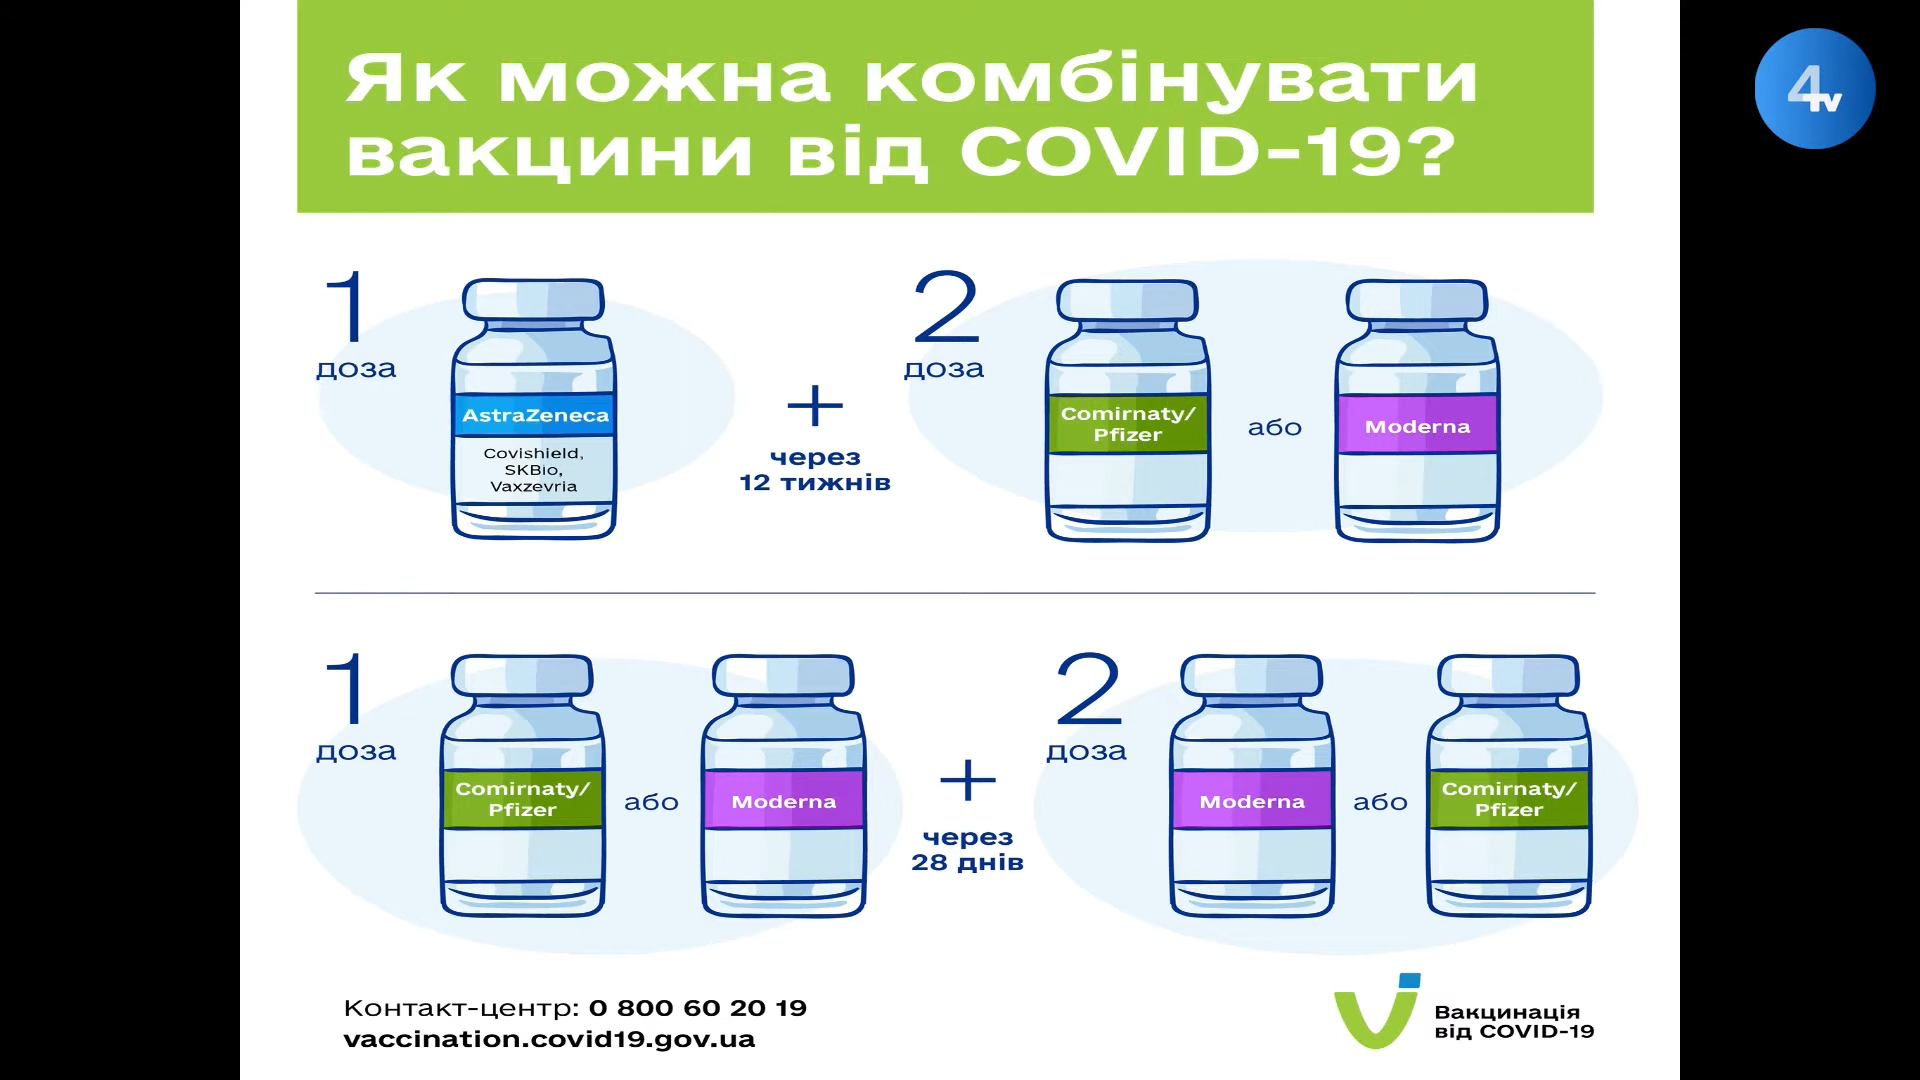 Як можна комбінувати
вакцини від COVID-19?
4tv
1
доза
AstraZeneca
Covishield,
SKBio,
Vaxzevria
+
через
12 тижнів
2
доза
Comirnaty/
Pfizer
або
Moderna
1
доза
Comirnaty/
Pfizer
або
Moderna
+
через
28 днів
2
доза
Moderna
або
Comirnaty/
Pfizer
Контакт-центр: 0 800 60 20 19
vaccination.covid19.gov.ua
Вакцинація
від COVID-19